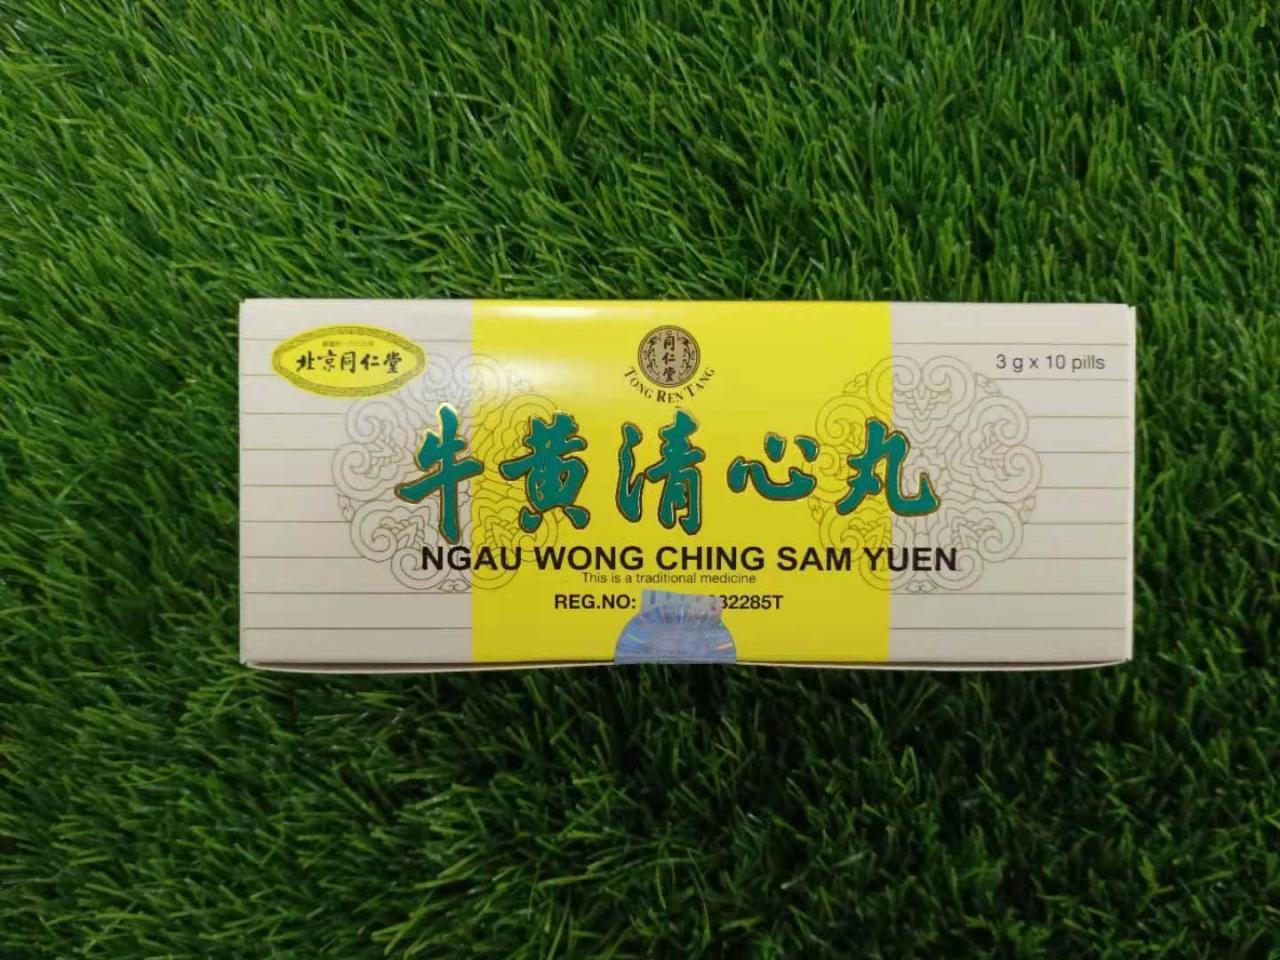 北京同仁堂
同仁堂
TONG REN TANG
3 g x 10 pills
牛黄清心丸
NGAU WONG CHING SAM YUEN
This is a traditional medicine
REG.NO: 32285T